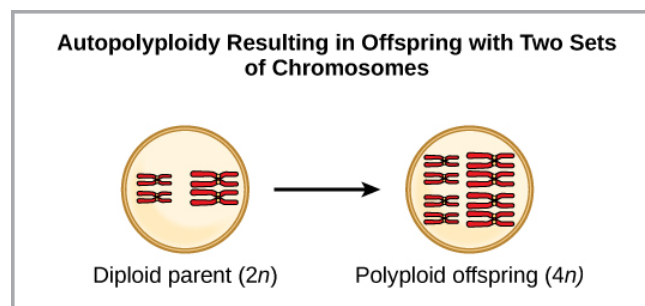 Autopolyploidy Resulting in Offspring with Two Sets
of Chromosomes
Diploid parent (2n)
Polyploid offspring (4n)